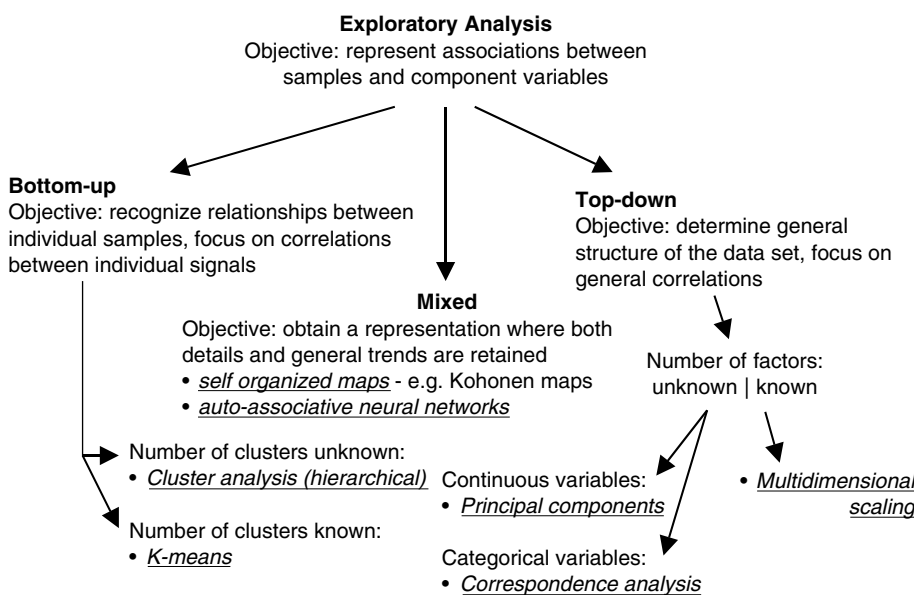 Exploratory Analysis
Objective: represent associations between
samples and component variables
Bottom-up
Objective: recognize relationships between
individual samples, focus on correlations
between individual signals
Top-down
Objective: determine general
structure of the data set, focus on
general correlations
Mixed
Objective: obtain a representation where both
details and general trends are retained
• self organized maps - e.g. Kohonen maps
• auto-associative neural networks
Number of factors:
unknown | known
Number of clusters unknown:
• Cluster analysis (hierarchical)
Number of clusters known:
• K-means
Continuous variables:
• Principal components
Categorical variables:
• Correspondence analysis
• Multidimensional
scaling